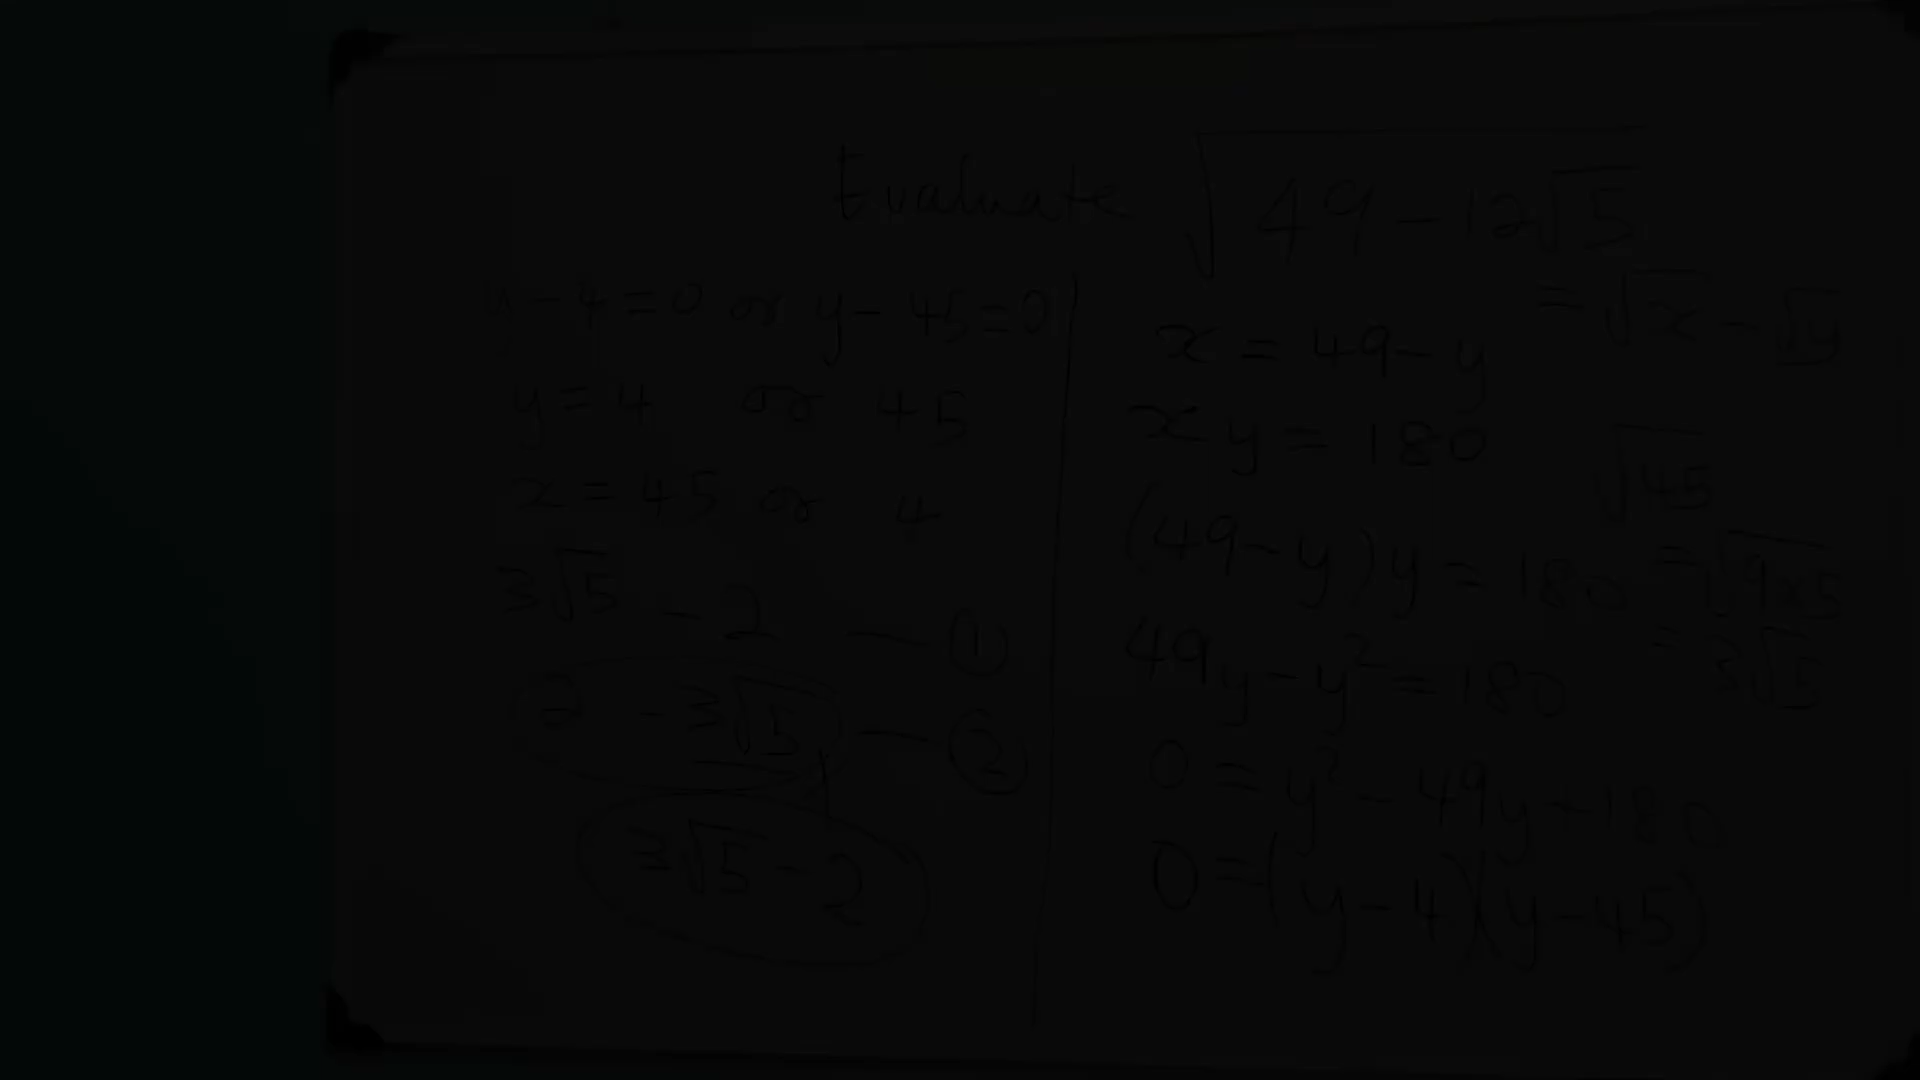 Evaluate √(49 - 12√5)
= √x - √y
x = 49 - y
xy = 180
(49 - y)y = 180
49y - y² = 180
0 = y² - 49y + 180
0 = (y - 4)(y - 45)
√45
= √9x5
= 3√5
y - 4 = 0 or y - 45 = 0
y = 4 or 45
x = 45 or 4
3√5 - 2 — ①
2 - 3√5 — ②
3√5 - 2